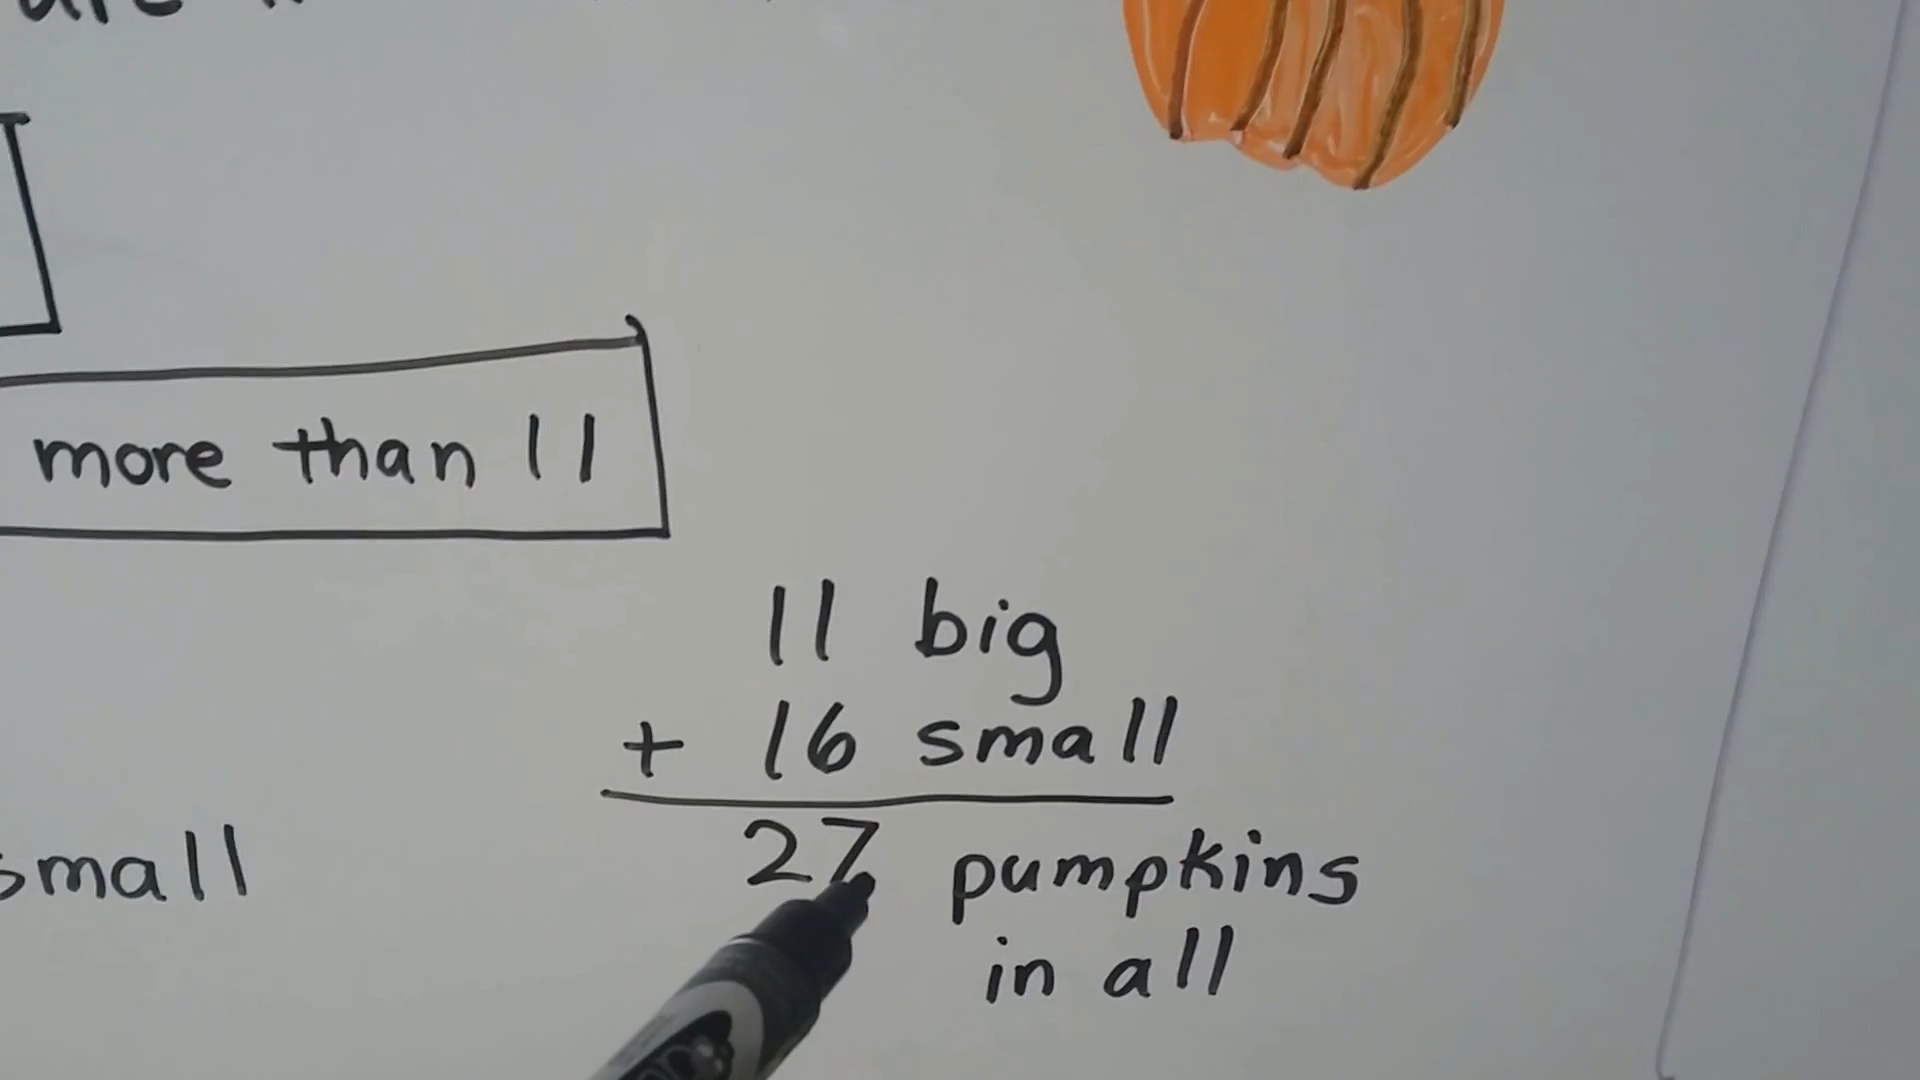 more than 11
11 big
+ 16 small
27 pumpkins
in all
small